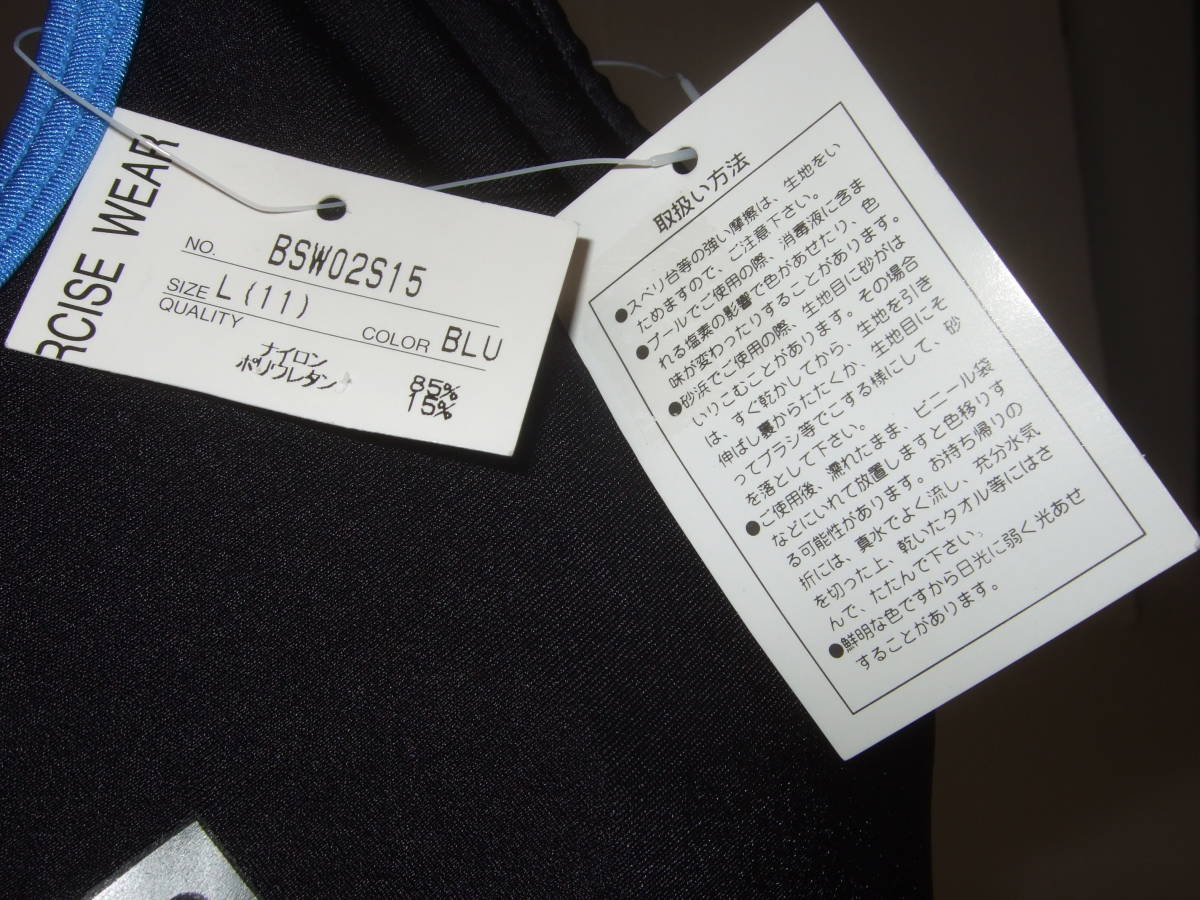 RCISE WEAR
NO. BSW02S15
SIZE L(11)
QUALITY
COLOR BLU
ナイロン 85%
ポリウレタン 15%
取扱い方法
●スベリ台等の強い摩擦は、生地をい
ためますので、ご注意下さい。
●プールでご使用の際、消毒液に含ま
れる塩素の影響で色があせたり、色
味が変わったりすることがあります。
●砂浜でご使用の際、生地目に砂がは
いりこむことがあります。その場合
は、すぐ乾かしてから、生地を引き
伸ばし裏からたたくか、生地目にそ
ってブラシ等でこする様にして、砂
を落として下さい。
●ご使用後、濡れたまま、ビニール袋
などにいれて放置しますと色移りす
る可能性があります。お持ち帰りの
折には、真水でよく流し、充分水気
を切った上、乾いたタオル等にはさ
んで、たたんで下さい。
●鮮明な色ですから日光に弱く光あせ
することがあります。